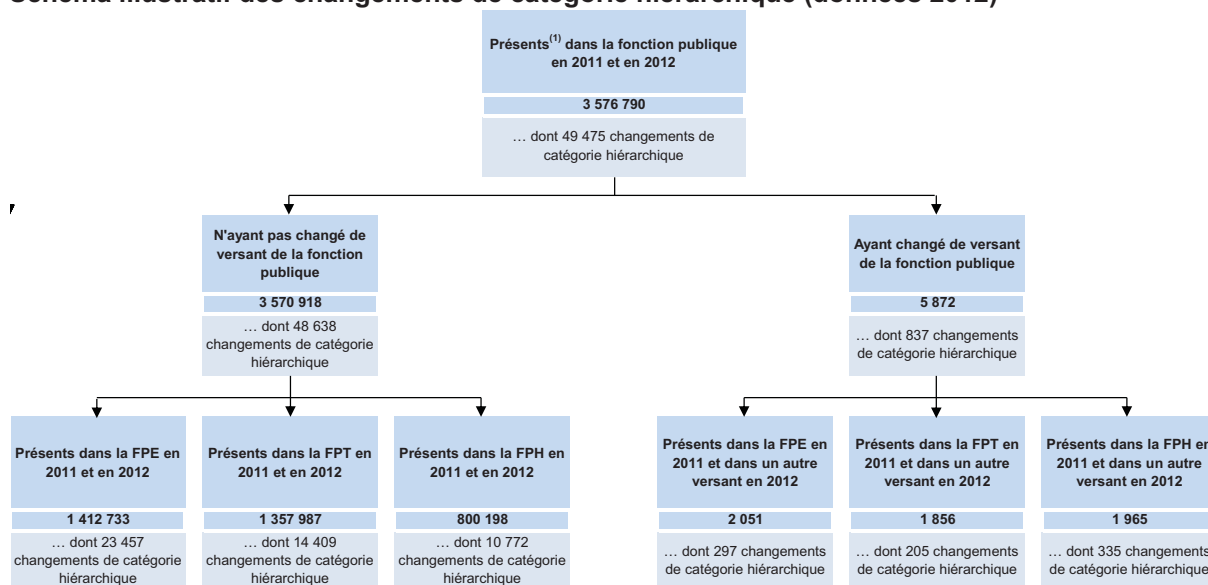 Schéma illustratif des changements de catégorie hiérarchique (données 2012)
Présents(1) dans la fonction publique
en 2011 et en 2012
3 576 790
… dont 49 475 changements de
catégorie hiérarchique
N'ayant pas changé de
versant de la fonction
publique
3 570 918
… dont 48 638
changements de catégorie
hiérarchique
Ayant changé de versant
de la fonction publique
5 872
… dont 837 changements
de catégorie hiérarchique
Présents dans la FPE en
2011 et en 2012
1 412 733
… dont 23 457
changements de catégorie
hiérarchique
Présents dans la FPT en
2011 et en 2012
1 357 987
… dont 14 409
changements de catégorie
hiérarchique
Présents dans la FPH en
2011 et en 2012
800 198
… dont 10 772
changements de catégorie
hiérarchique
Présents dans la FPE en
2011 et dans un autre
versant en 2012
2 051
… dont 297 changements
de catégorie hiérarchique
Présents dans la FPT en
2011 et dans un autre
versant en 2012
1 856
… dont 205 changements
de catégorie hiérarchique
Présents dans la FPH en
2011 et dans un autre
versant en 2012
1 965
… dont 335 changements
de catégorie hiérarchique